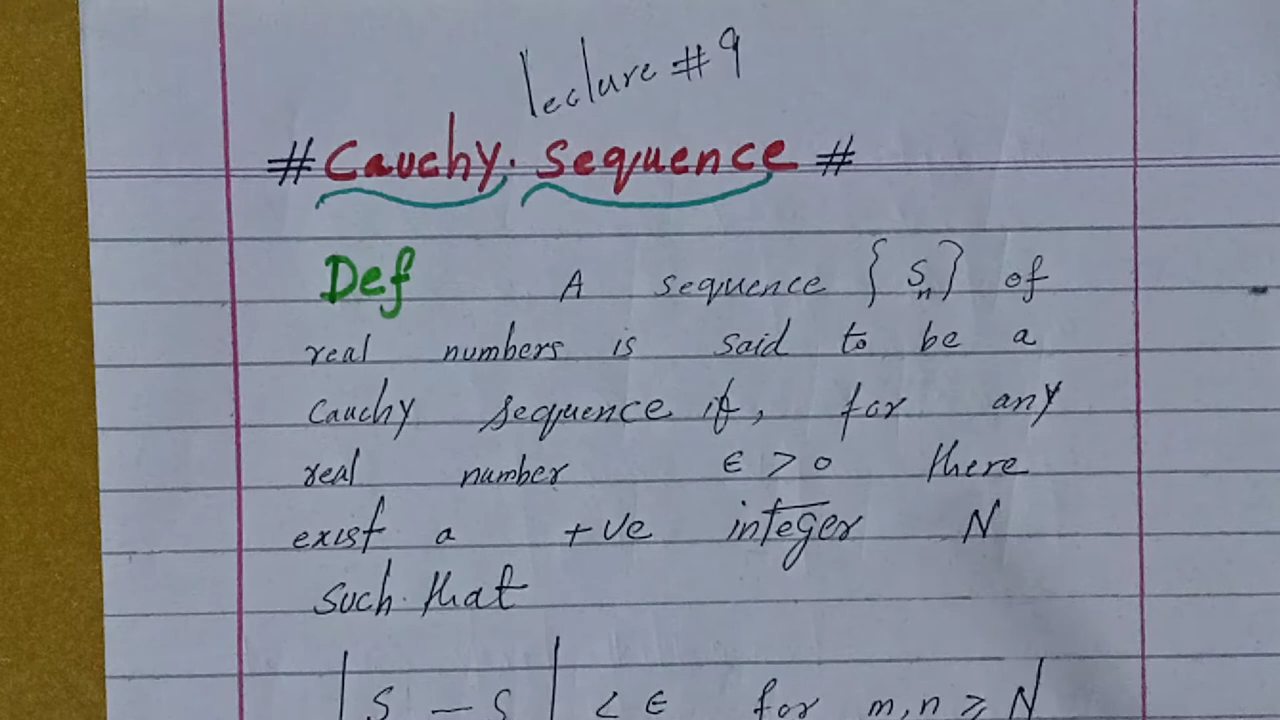 lecture #9
# Cauchy. Sequence #
Def A sequence {Sn} of
real numbers is said to be a
Cauchy sequence if, for any
real number ϵ > 0 there
exist a +ve integer N
such that
|S - S| < ϵ for m,n ≥ N